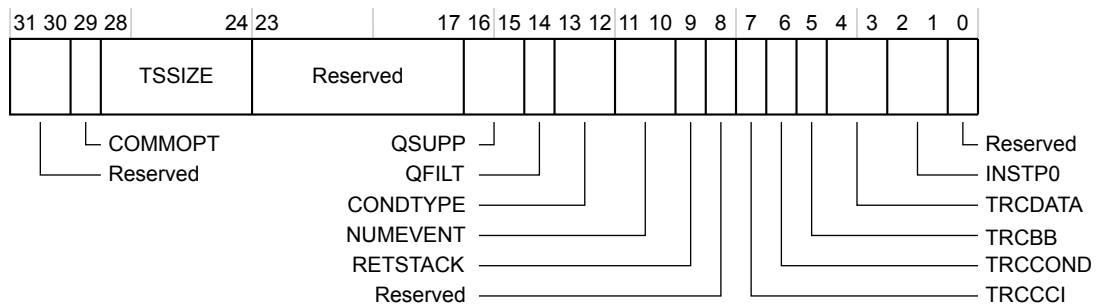 31 30 29 28 24 23 17 16 15 14 13 12 11 10 9 8 7 6 5 4 3 2 1 0
TSSIZE Reserved
COMMOPT QSUPP Reserved
Reserved QFILT INSTP0
CONDTYPE TRCDATA
NUMEVENT TRCBB
RETSTACK TRCCOND
Reserved TRCCCI